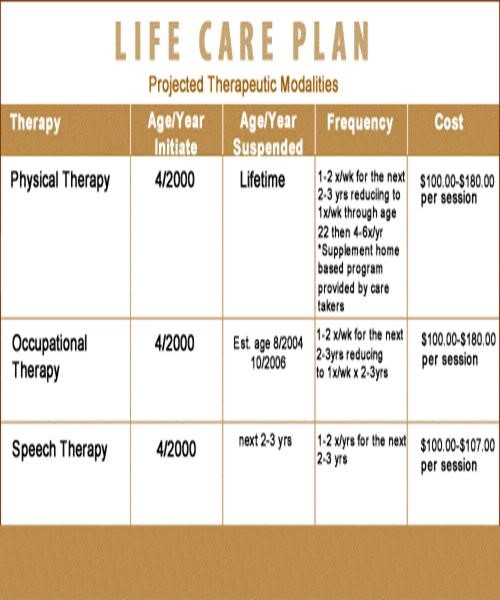 LIFE CARE PLAN
Projected Therapeutic Modalities
Therapy
Age/Year
Initiate
Age/Year
Suspended
Frequency
Cost
Physical Therapy
4/2000
Lifetime
1-2 x/wk for the next
2-3 yrs reduciing to
1x/wk through age
22 then 4-6x/yr
*Supplement home
based program
provided by care
takers
$100.00-$180.00
per session
Occupational
Therapy
4/2000
Est. age 8/2004
10/2006
1-2 x/wk for the next
2-3yrs reducing
to 1x/wk x 2-3yrs
$100.00-$180.00
per session
Speech Therapy
4/2000
next 2-3 yrs
1-2 x/yrs for the next
2-3 yrs
$100.00-$107.00
per session